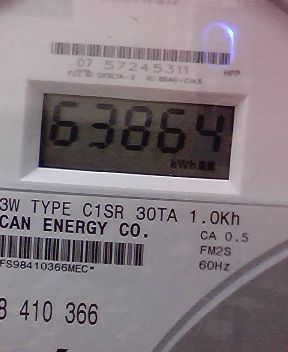 07 57245311 HPP
63864
kWh
3W TYPE C1SR 30TA 1.0Kh
CAN ENERGY CO. CA 0.5
FM2S
FS98410366MEC* 60Hz
8 410 366